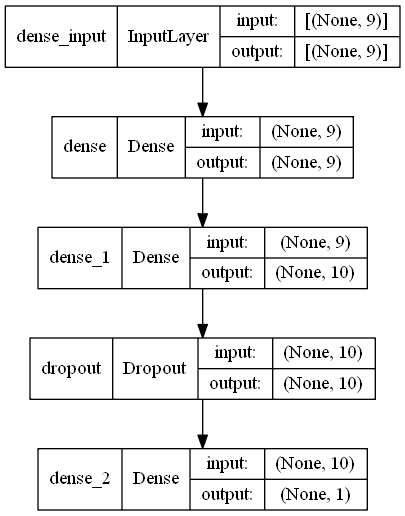 dense_input InputLayer input: [(None, 9)]
output: [(None, 9)]
dense Dense input: (None, 9)
output: (None, 9)
dense_1 Dense input: (None, 9)
output: (None, 10)
dropout Dropout input: (None, 10)
output: (None, 10)
dense_2 Dense input: (None, 10)
output: (None, 1)